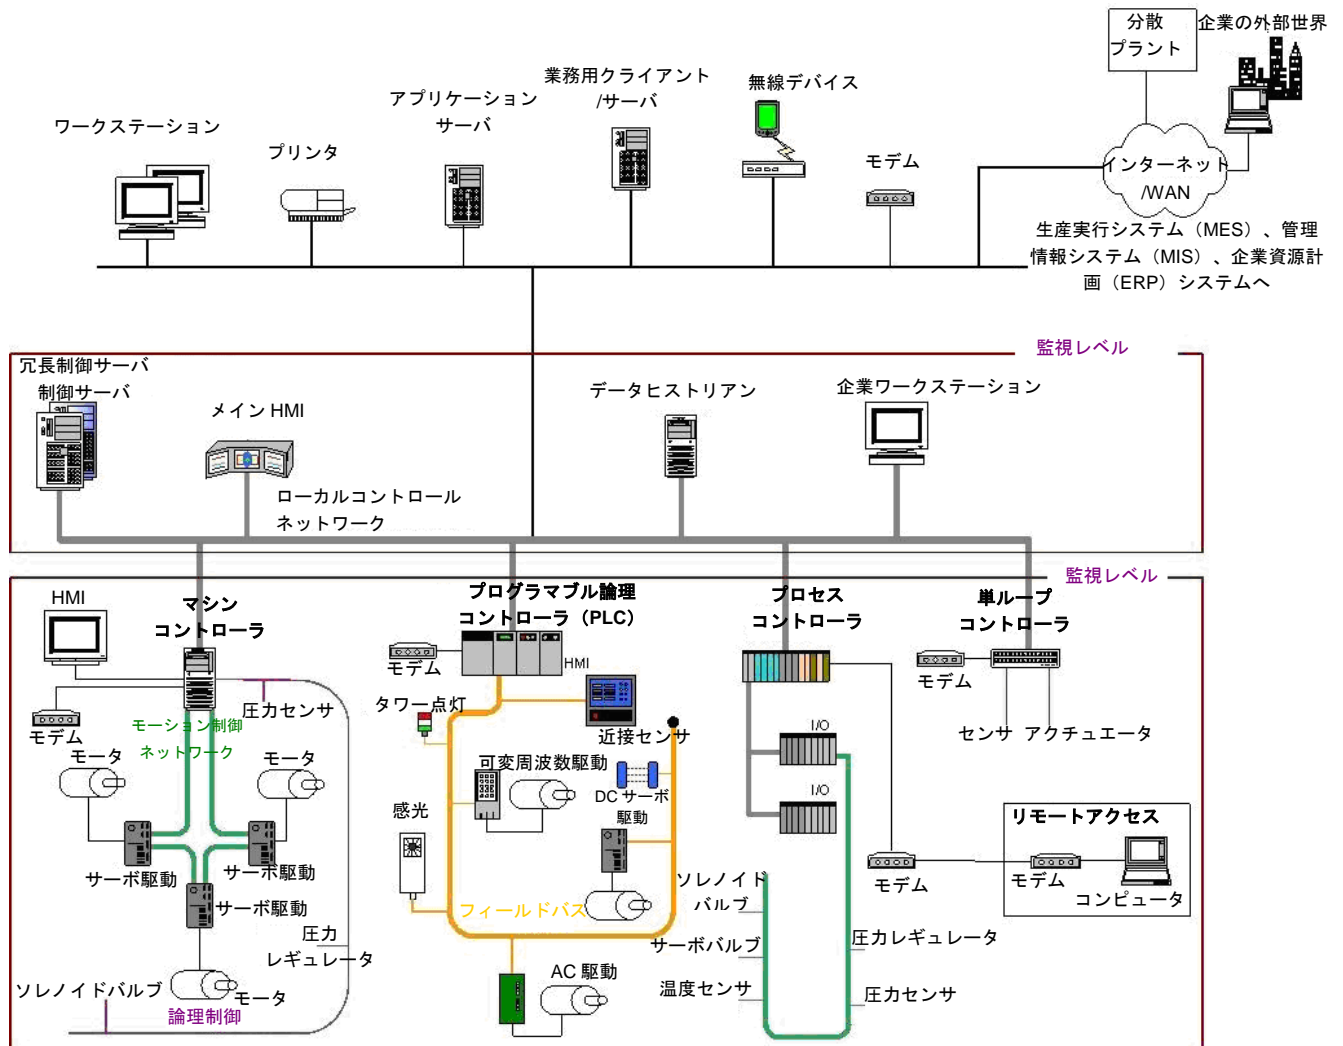 分散
プラント
企業の外部世界
業務用クライアント
/サーバ
無線デバイス
アプリケーション
サーバ
ワークステーション
プリンタ
モデム
インターネット
/WAN
生産実行システム（MES）、管理
情報システム（MIS）、企業資源計
画（ERP）システムへ
監視レベル
冗長制御サーバ
制御サーバ
メイン HMI
データヒストリアン
企業ワークステーション
ローカルコントロール
ネットワーク
監視レベル
HMI
マシン
コントローラ
プログラマブル論理
コントローラ（PLC）
プロセス
コントローラ
単ループ
コントローラ
モデム
HMI
モデム
タワー点灯
圧力センサ
モデム
モーション制御
ネットワーク
近接センサ
I/O
センサ アクチュエータ
モータ
モータ
可変周波数駆動
DC サーボ
駆動
I/O
感光
リモートアクセス
サーボ駆動
サーボ駆動
モデム
モデム
コンピュータ
サーボ駆動
フィールドバス
ソレノイド
バルブ
圧力
レギュレータ
サーボバルブ
圧力レギュレータ
AC 駆動
温度センサ
圧力センサ
ソレノイドバルブ
モータ
論理制御